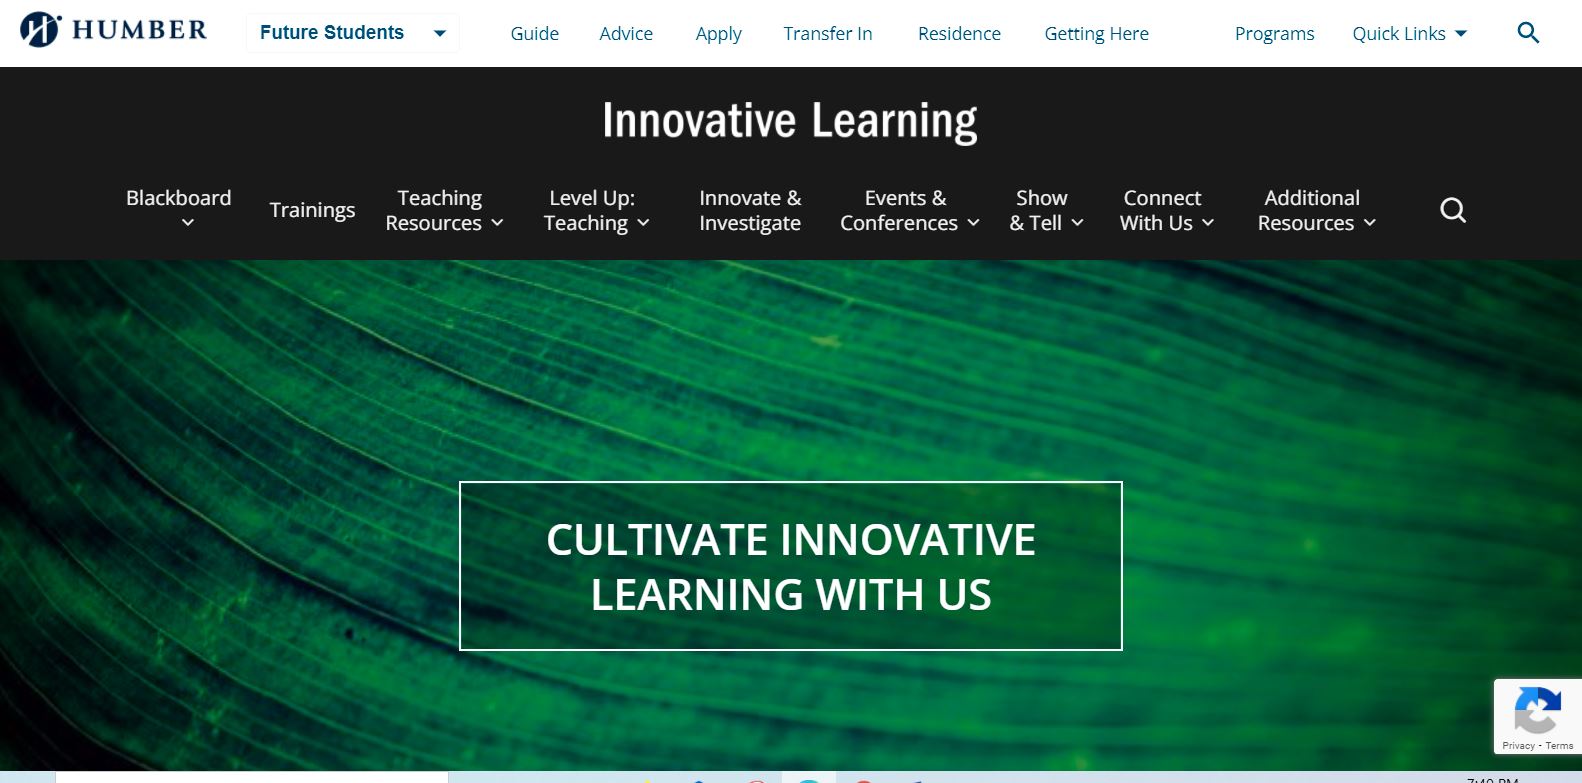 HUMBER
Future Students
Guide
Advice
Apply
Transfer In
Residence
Getting Here
Programs
Quick Links
Innovative Learning
Blackboard
Trainings
Teaching
Resources
Level Up:
Teaching
Innovate &
Investigate
Events &
Conferences
Show
& Tell
Connect
With Us
Additional
Resources
CULTIVATE INNOVATIVE
LEARNING WITH US
Privacy - Terms